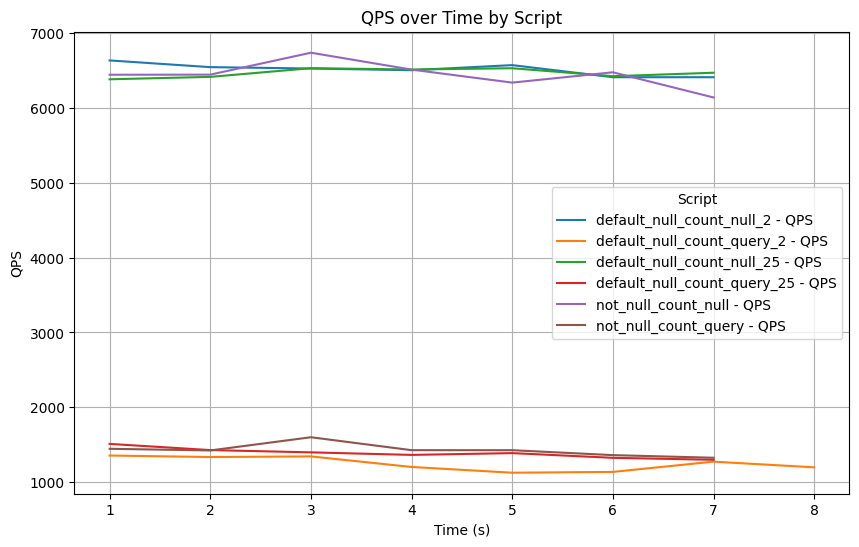 QPS over Time by Script
7000
6000
5000
4000
3000
2000
1000
QPS
Script
default_null_count_null_2 - QPS
default_null_count_query_2 - QPS
default_null_count_null_25 - QPS
default_null_count_query_25 - QPS
not_null_count_null - QPS
not_null_count_query - QPS
1 2 3 4 5 6 7 8
Time (s)